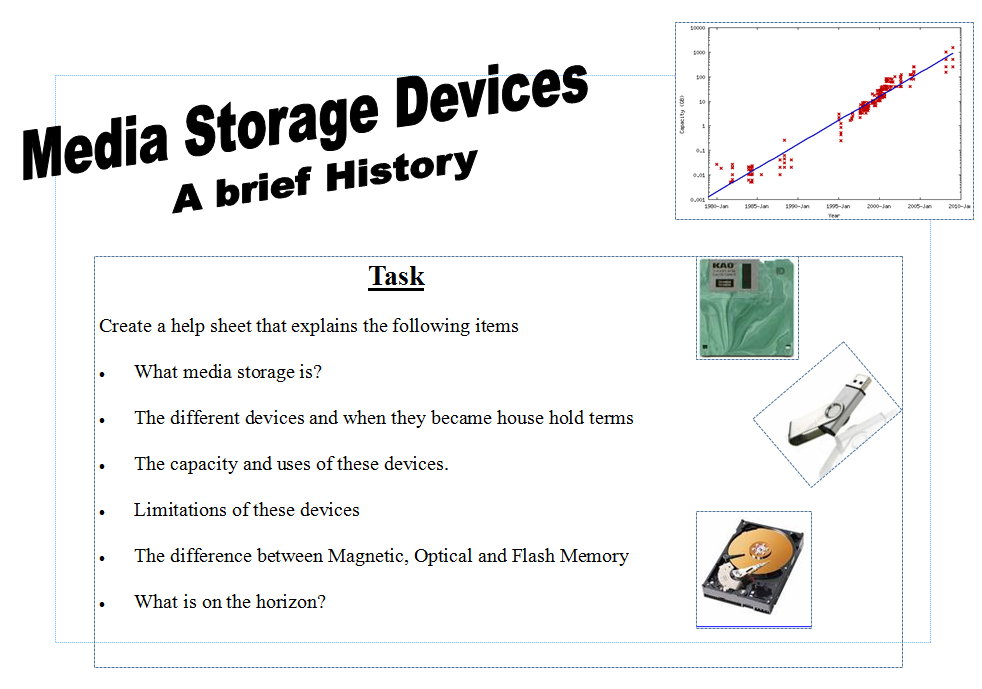 Media Storage Devices
A brief History
10000
1000
100
10
1
0.1
0.01
0.001
Capacity (GB)
1980-Jan 1985-Jan 1990-Jan 1995-Jan 2000-Jan 2005-Jan 2010-Ja
Year
Task
Create a help sheet that explains the following items
• What media storage is?
• The different devices and when they became house hold terms
• The capacity and uses of these devices.
• Limitations of these devices
• The difference between Magnetic, Optical and Flash Memory
• What is on the horizon?
KAO